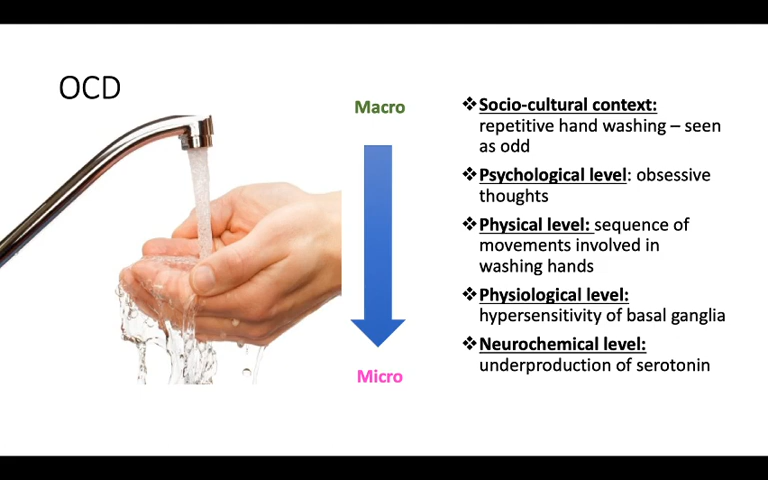 OCD
Macro
Micro
❖Socio-cultural context:
repetitive hand washing – seen
as odd
❖Psychological level: obsessive
thoughts
❖Physical level: sequence of
movements involved in
washing hands
❖Physiological level:
hypersensitivity of basal ganglia
❖Neurochemical level:
underproduction of serotonin